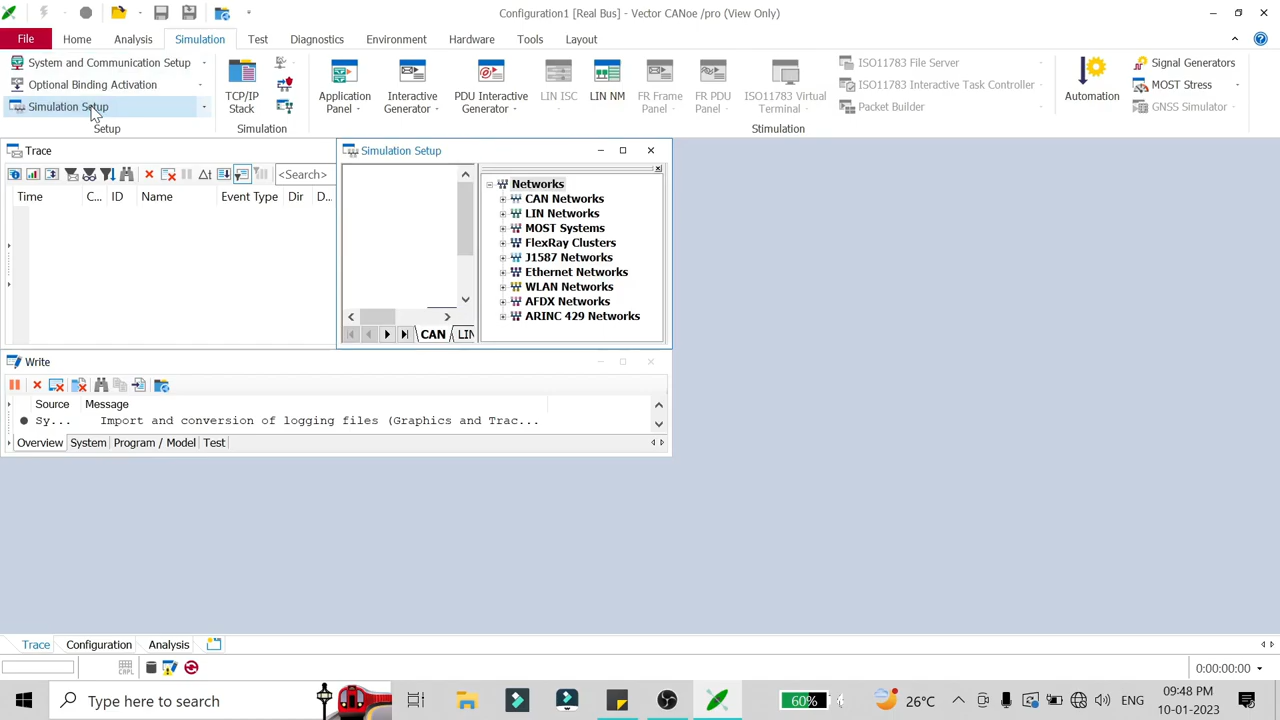 Configuration1 [Real Bus] - Vector CANoe /pro (View Only)
File Home Analysis Simulation Test Diagnostics Environment Hardware Tools Layout
System and Communication Setup
Optional Binding Activation
Simulation Setup
Setup
TCP/IP
Stack
Simulation
Application
Panel
Interactive
Generator
PDU Interactive
Generator
LIN ISC
LIN NM
FR Frame
Panel
FR PDU
Panel
ISO11783 Virtual
Terminal
ISO11783 File Server
ISO11783 Interactive Task Controller
Packet Builder
Stimulation
Automation
Signal Generators
MOST Stress
GNSS Simulator
Trace
<Search>
Time C... ID Name Event Type Dir D...
Simulation Setup
CAN LIN
Networks
CAN Networks
LIN Networks
MOST Systems
FlexRay Clusters
J1587 Networks
Ethernet Networks
WLAN Networks
AFDX Networks
ARINC 429 Networks
Write
Source Message
Sy... Import and conversion of logging files (Graphics and Trac...
Overview System Program / Model Test
Trace Configuration Analysis
CAPL
0:00:00:00
Type here to search
60%
26°C
ENG
09:48 PM
10-01-2023